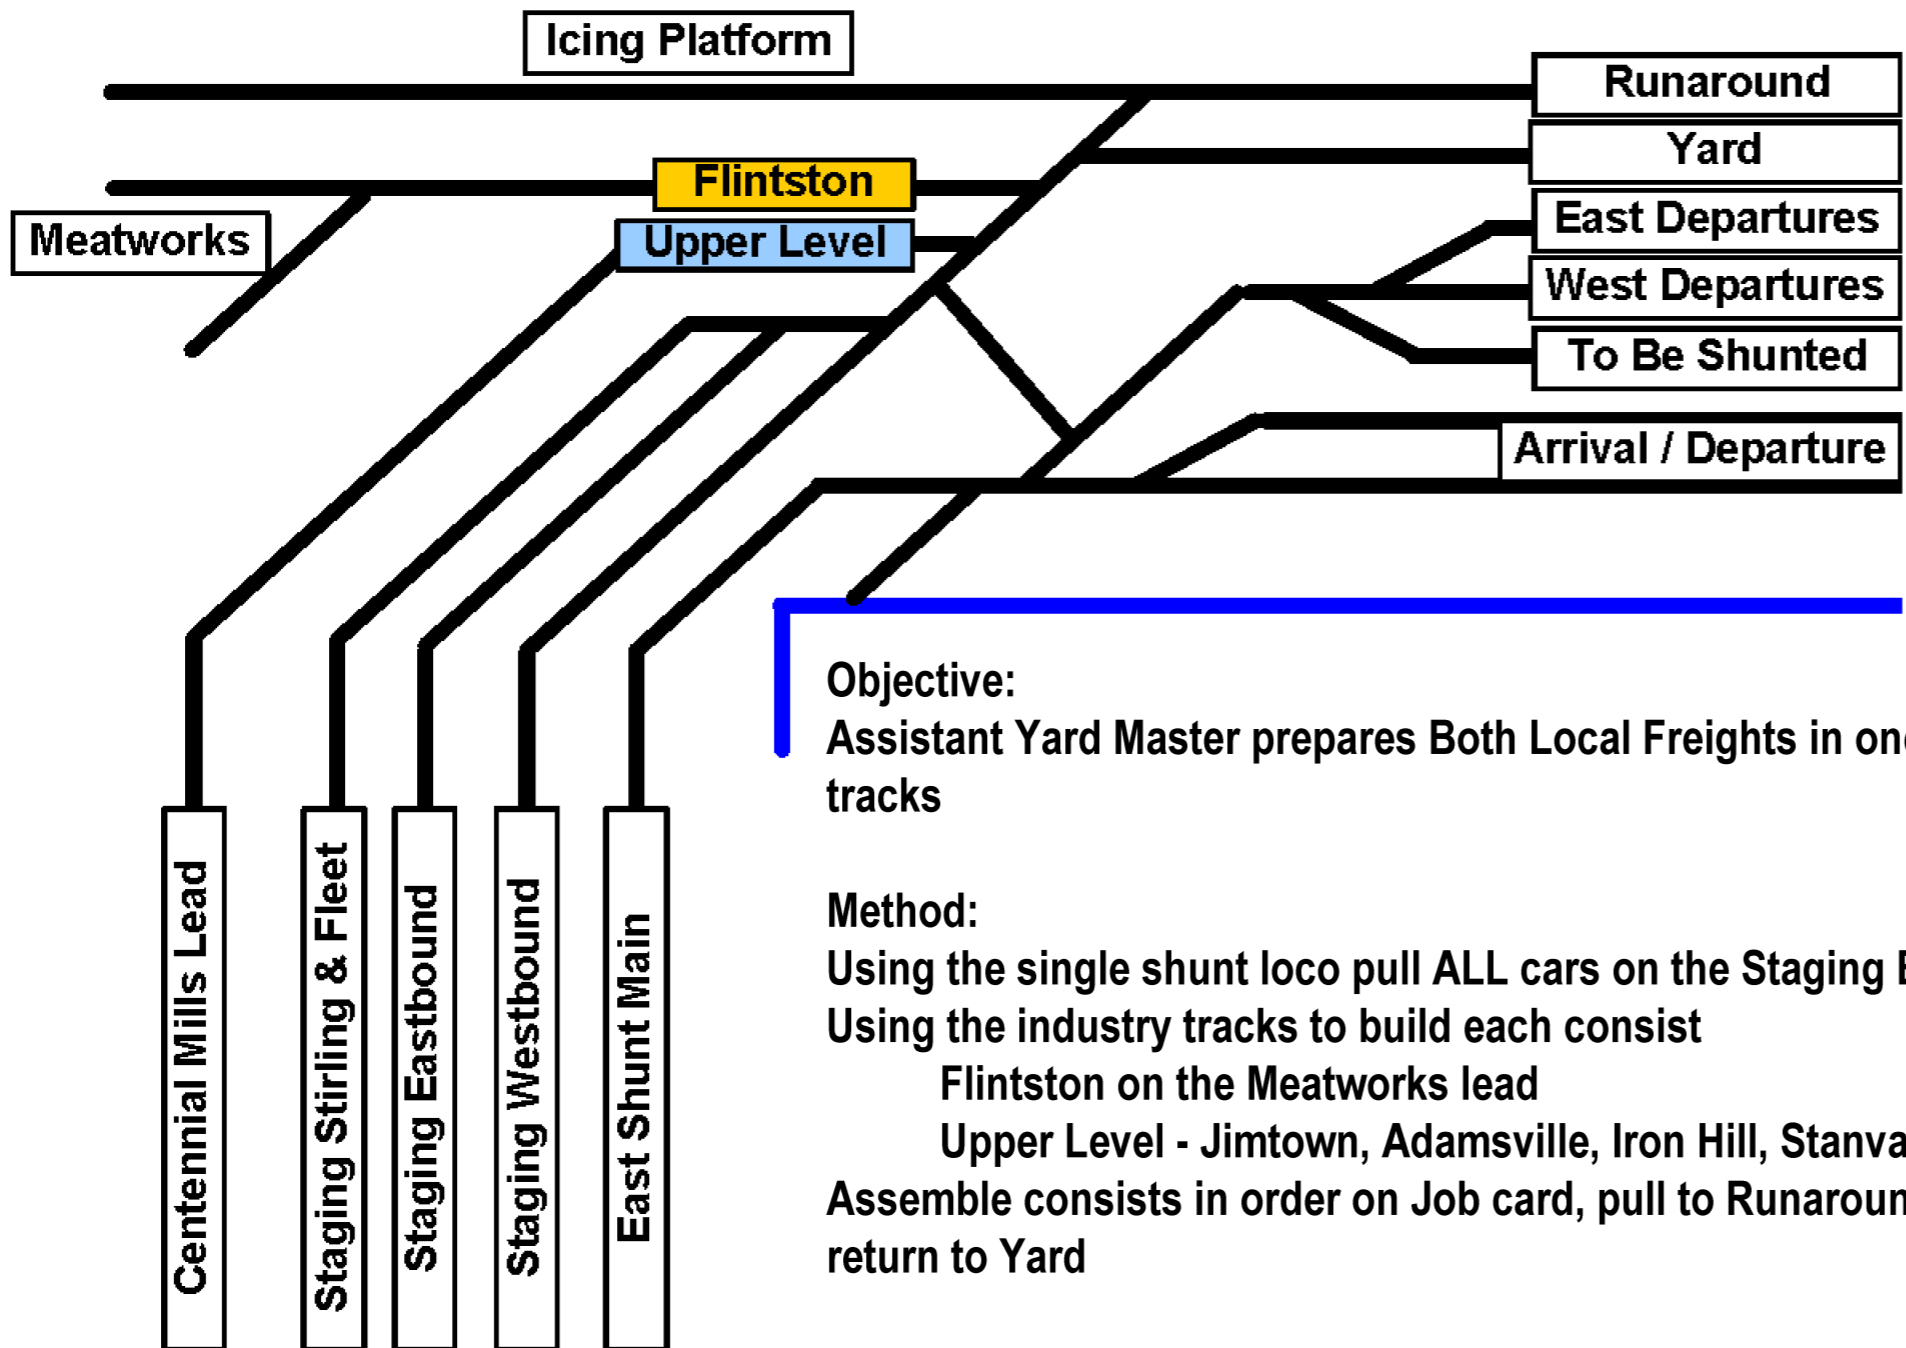 Icing Platform
Runaround
Yard
Flintston
East Departures
Meatworks
Upper Level
West Departures
To Be Shunted
Arrival / Departure
Centennial Mills Lead
Staging Stirling & Fleet
Staging Eastbound
Staging Westbound
East Shunt Main
Objective:
Assistant Yard Master prepares Both Local Freights in one
tracks
Method:
Using the single shunt loco pull ALL cars on the Staging
Using the industry tracks to build each consist
Flintston on the Meatworks lead
Upper Level - Jimtown, Adamsville, Iron Hill, Stanva
Assemble consists in order on Job card, pull to Runaroun
return to Yard